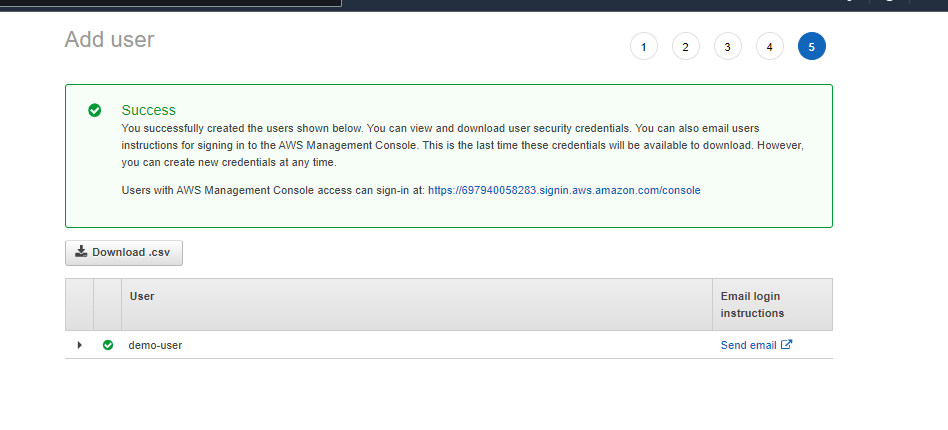 Add user
1 2 3 4 5
Success
You successfully created the users shown below. You can view and download user security credentials. You can also email users
instructions for signing in to the AWS Management Console. This is the last time these credentials will be available to download. However,
you can create new credentials at any time.
Users with AWS Management Console access can sign-in at: https://697940058283.signin.aws.amazon.com/console
Download .csv
User
Email login
instructions
demo-user
Send email